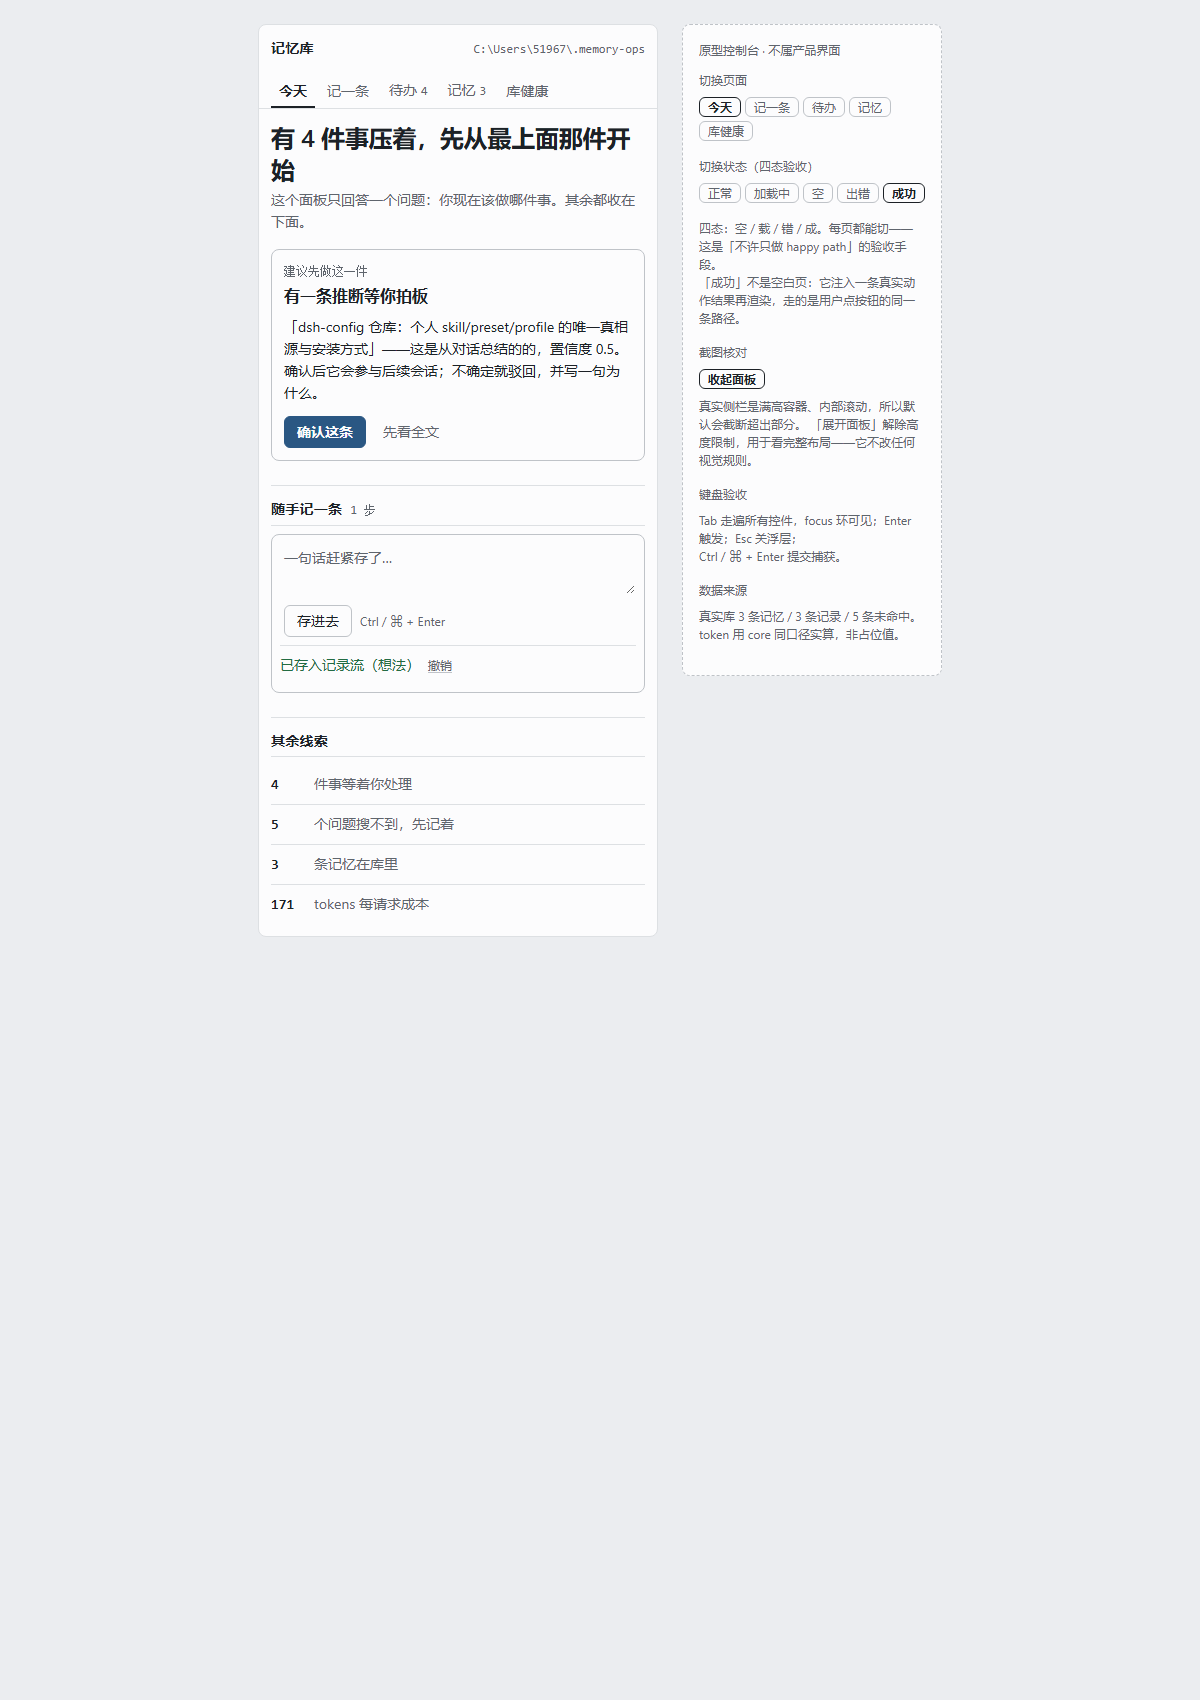 记忆库
C:\Users\51967\.memory-ops
今天 记一条 待办 4 记忆 3 库健康
有 4 件事压着，先从最上面那件开
始
这个面板只回答一个问题：你现在该做哪件事。其余都收在
下面。
建议先做这一件
有一条推断等你拍板
「dsh-config 仓库：个人 skill/preset/profile 的唯一真相
源与安装方式」——这是从对话总结的的，置信度 0.5。
确认后它会参与后续会话；不确定就驳回，并写一句为
什么。
确认这条 先看全文
随手记一条 1 步
一句话赶紧存了...
存进去 Ctrl / ⌘ + Enter
已存入记录流（想法） 撤销
其余线索
4 件事等着你处理
5 个问题搜不到，先记着
3 条记忆在库里
171 tokens 每请求成本
原型控制台 · 不属产品界面
切换页面
今天 记一条 待办 记忆
库健康
切换状态（四态验收）
正常 加载中 空 出错 成功
四态：空 / 载 / 错 / 成。每页都能切——
这是「不许只做 happy path」的验收手
段。
「成功」不是空白页：它注入一条真实动
作结果再渲染，走的是用户点按钮的同一
条路径。
截图核对
收起面板
真实侧栏是满高容器、内部滚动，所以默
认会截断超出部分。「展开面板」解除高
度限制，用于看完整布局——它不改任何
视觉规则。
键盘验收
Tab 走遍所有控件，focus 环可见；Enter
触发；Esc 关浮层；
Ctrl / ⌘ + Enter 提交捕获。
数据来源
真实库 3 条记忆 / 3 条记录 / 5 条未命中。
token 用 core 同口径实算，非占位值。